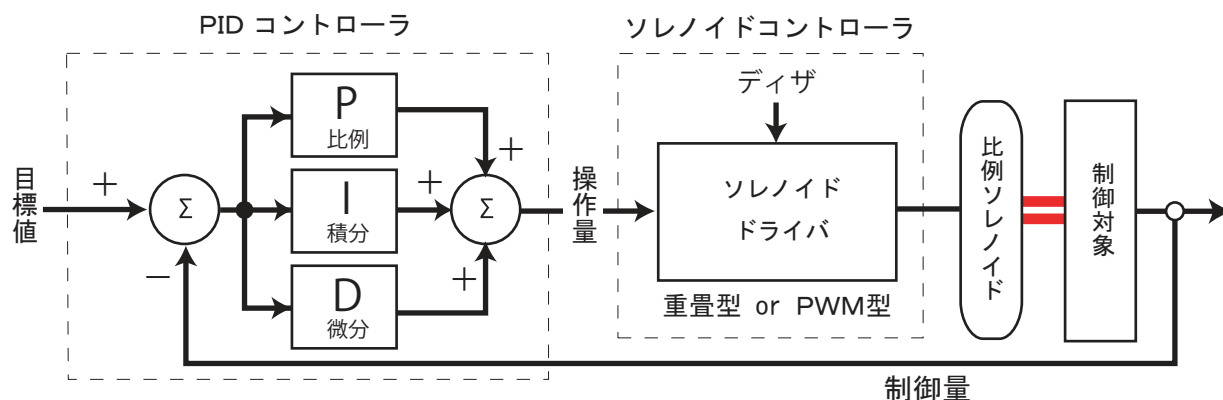 PID コントローラ
ソレノイドコントローラ
目標値
+
−
Σ
P
比例
I
積分
D
微分
+
+
+
Σ
操作量
ディザ
ソレノイド
ドライバ
重畳型 or PWM型
比例ソレノイド
制御対象
制御量